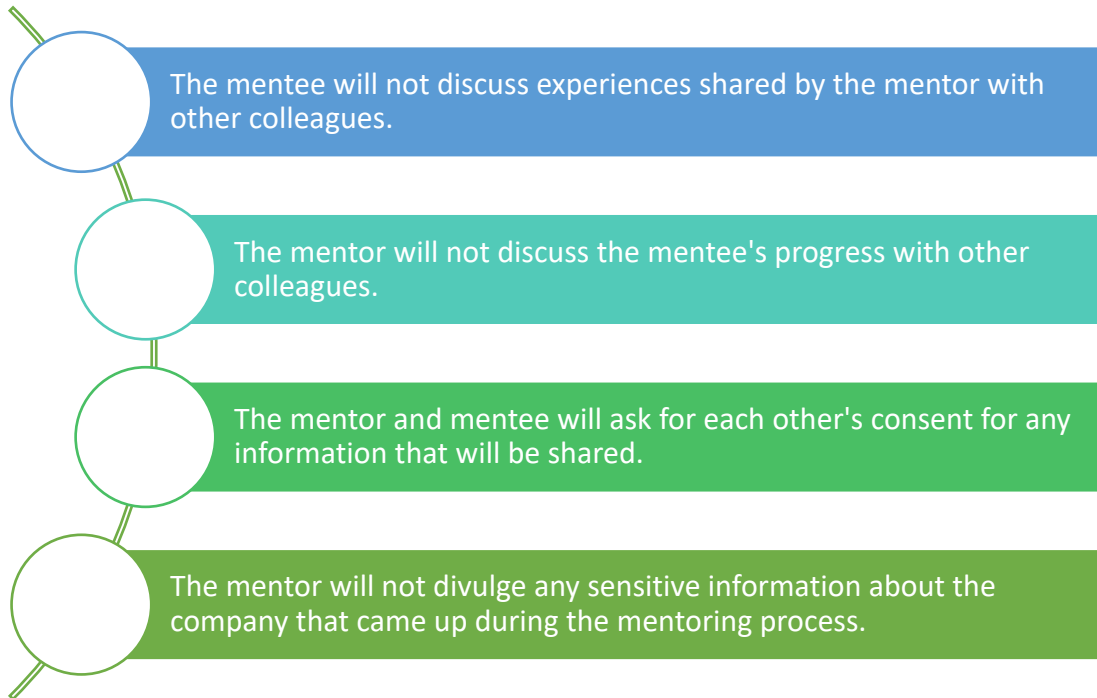 The mentee will not discuss experiences shared by the mentor with
other colleagues.
The mentor will not discuss the mentee's progress with other
colleagues.
The mentor and mentee will ask for each other's consent for any
information that will be shared.
The mentor will not divulge any sensitive information about the
company that came up during the mentoring process.